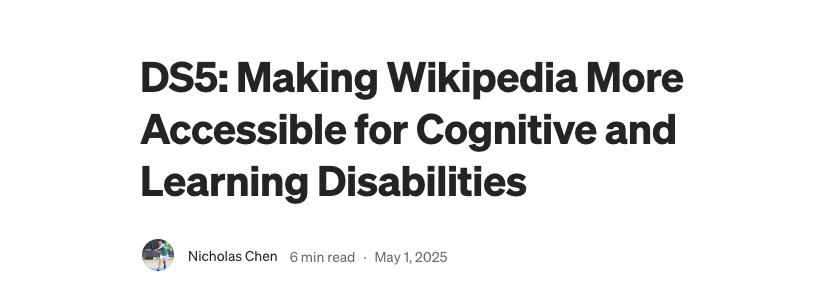 DS5: Making Wikipedia More
Accessible for Cognitive and
Learning Disabilities
Nicholas Chen 6 min read · May 1, 2025